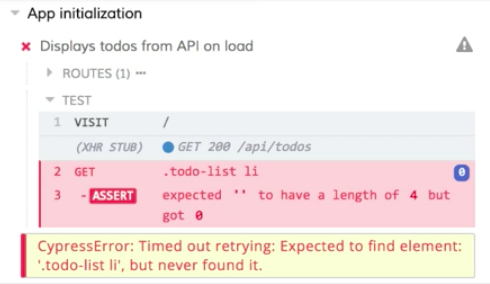 App initialization
Displays todos from API on load
ROUTES (1) •••
TEST
1 VISIT /
(XHR STUB) GET 200 /api/todos
2 GET .todo-list li 0
3 - ASSERT expected '' to have a length of 4 but
got 0
CypressError: Timed out retrying: Expected to find element:
'.todo-list li', but never found it.